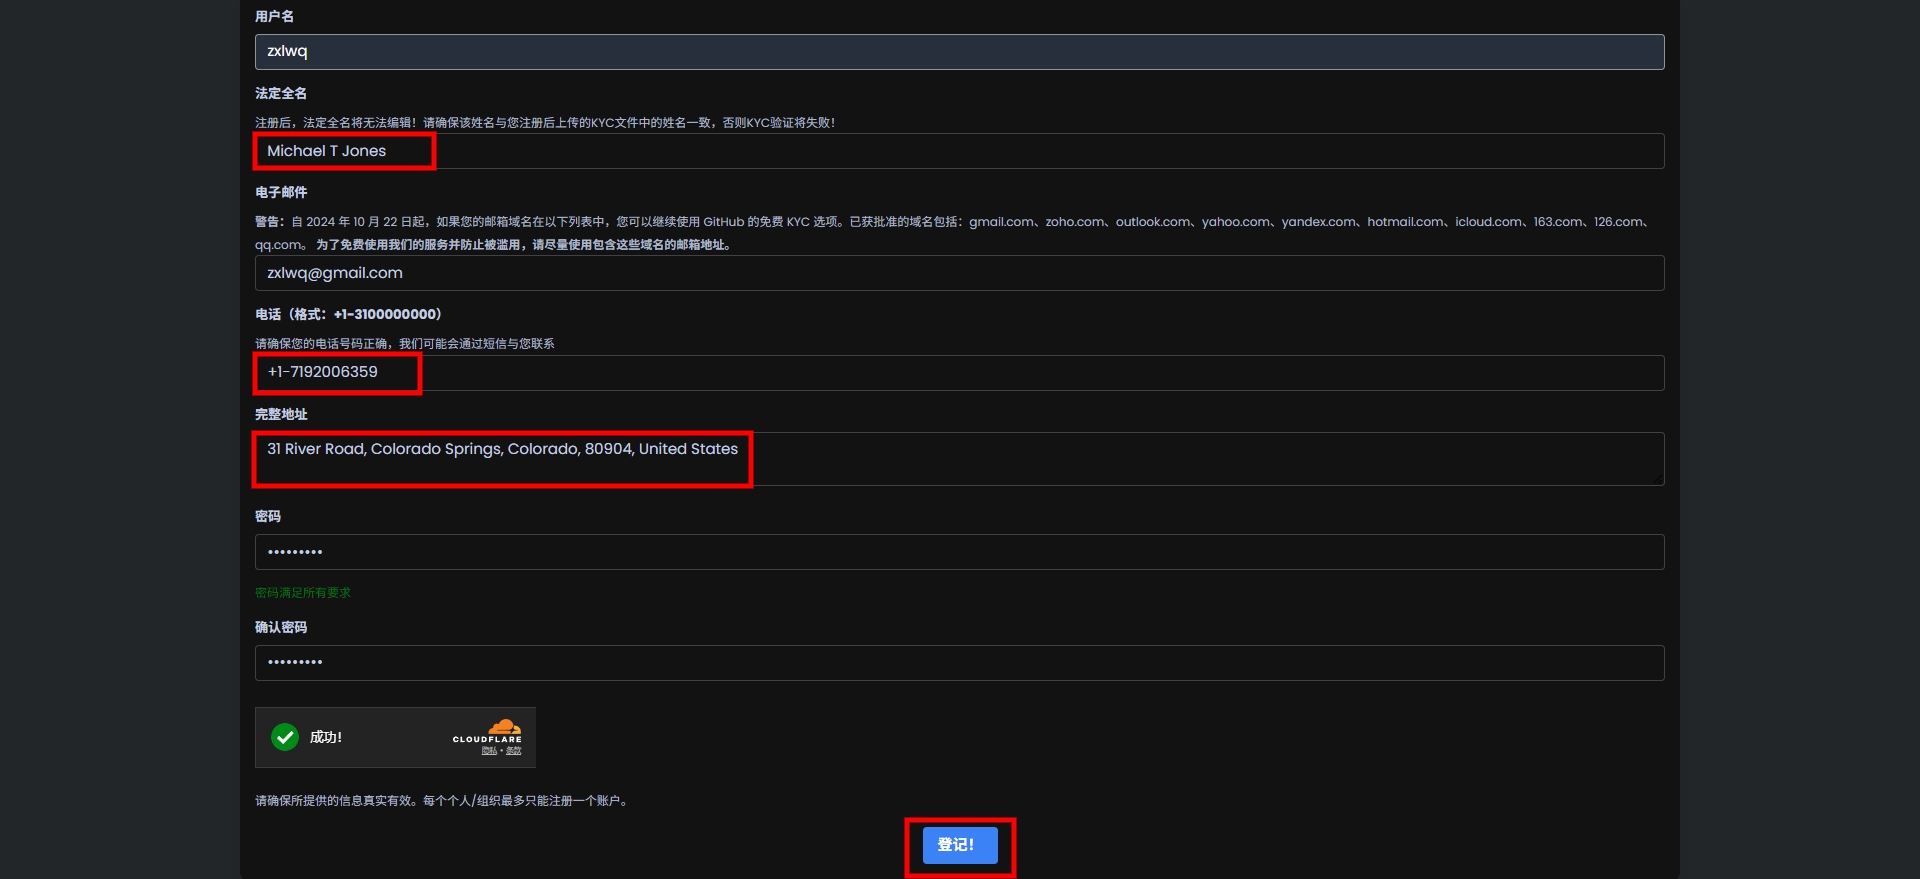 用户名
zxlwq
法定全名
注册后，法定全名将无法编辑！请确保该姓名与您注册后上传的KYC文件中的姓名一致，否则KYC验证将失败！
Michael T Jones
电子邮件
警告：自 2024 年 10 月 22 日起，如果您的邮箱域名在以下列表中，您可以继续使用 GitHub 的免费 KYC 选项。已获批准的域名包括：gmail.com、zoho.com、outlook.com、yahoo.com、yandex.com、hotmail.com、icloud.com、163.com、126.com、
qq.com。 为了免费使用我们的服务并防止被滥用，请尽量使用包含这些域名的邮箱地址。
zxlwq@gmail.com
电话（格式：+1-3100000000）
请确保您的电话号码正确，我们可能会通过短信与您联系
+1-7192006359
完整地址
31 River Road, Colorado Springs, Colorado, 80904, United States
密码
•••••••••
密码满足所有要求
确认密码
•••••••••
成功！
CLOUDFLARE
隐私 • 条款
请确保所提供的信息真实有效。每个个人/组织最多只能注册一个账户。
登记！